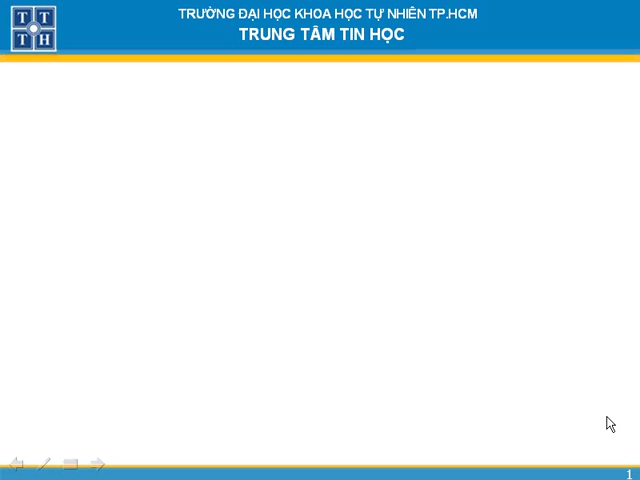 TRƯỜNG ĐẠI HỌC KHOA HỌC TỰ NHIÊN TP.HCM
TRUNG TÂM TIN HỌC
T T
T H
1